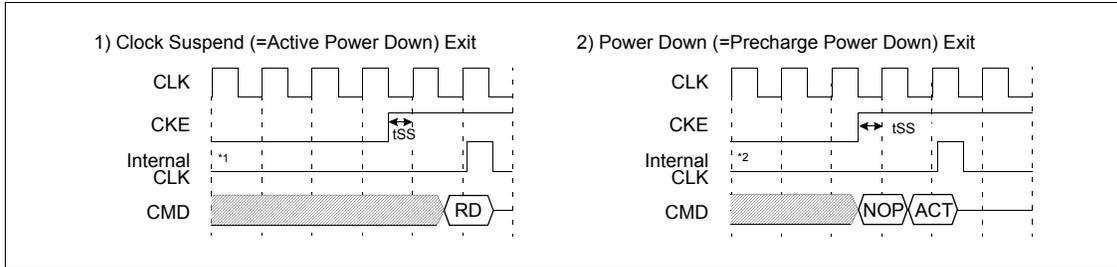 1) Clock Suspend (=Active Power Down) Exit
CLK
CKE
tSS
Internal
CLK
*1
CMD
RD
2) Power Down (=Precharge Power Down) Exit
CLK
CKE
tSS
Internal
CLK
*2
CMD
NOP
ACT